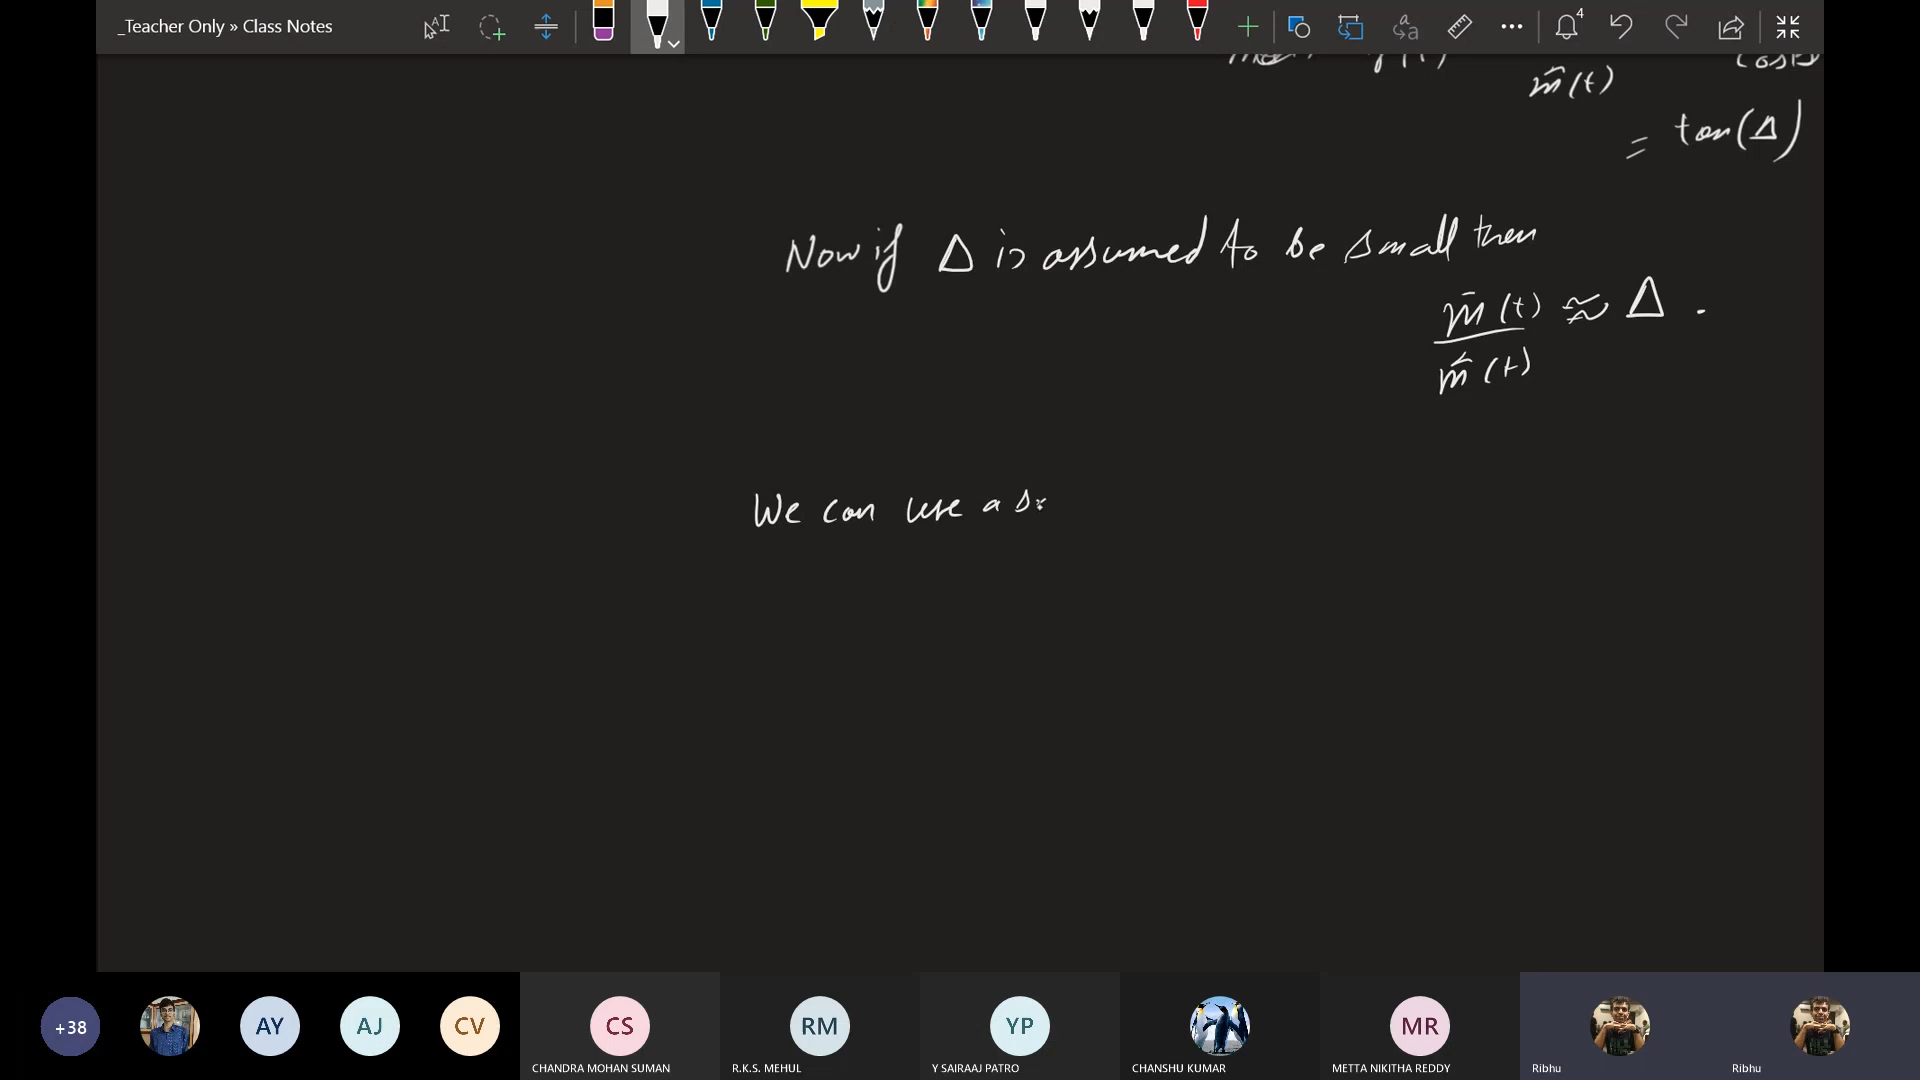 _Teacher Only » Class Notes
4
m̂(t)
= tan(Δ)
Now if Δ is assumed to be small then
m̄(t) ≈ Δ .
m̂(t)
We can use a
+38
AY
AJ
CV
CS
RM
YP
MR
CHANDRA MOHAN SUMAN
R.K.S. MEHUL
Y SAIRAAJ PATRO
CHANSHU KUMAR
METTA NIKITHA REDDY
Ribhu
Ribhu